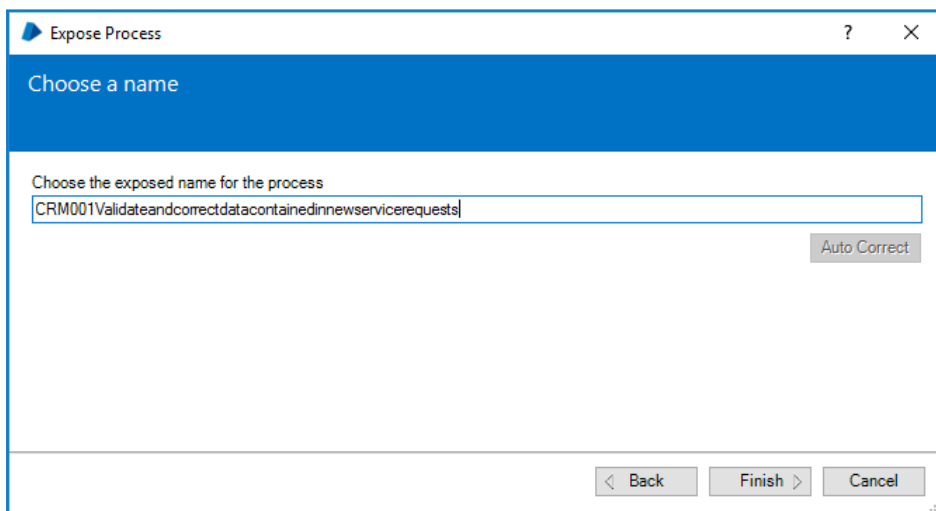 Expose Process
?
Choose a name
Choose the exposed name for the process
CRM001Validateandcorrectdatacontainedinnewservicerequests
Auto Correct
Back
Finish
Cancel